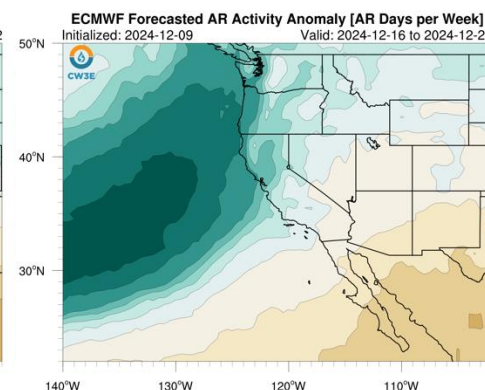 ECMWF Forecasted AR Activity Anomaly [AR Days per Week]
Initialized: 2024-12-09
Valid: 2024-12-16 to 2024-12-2
CW3E
50°N
40°N
30°N
140°W
130°W
120°W
110°W